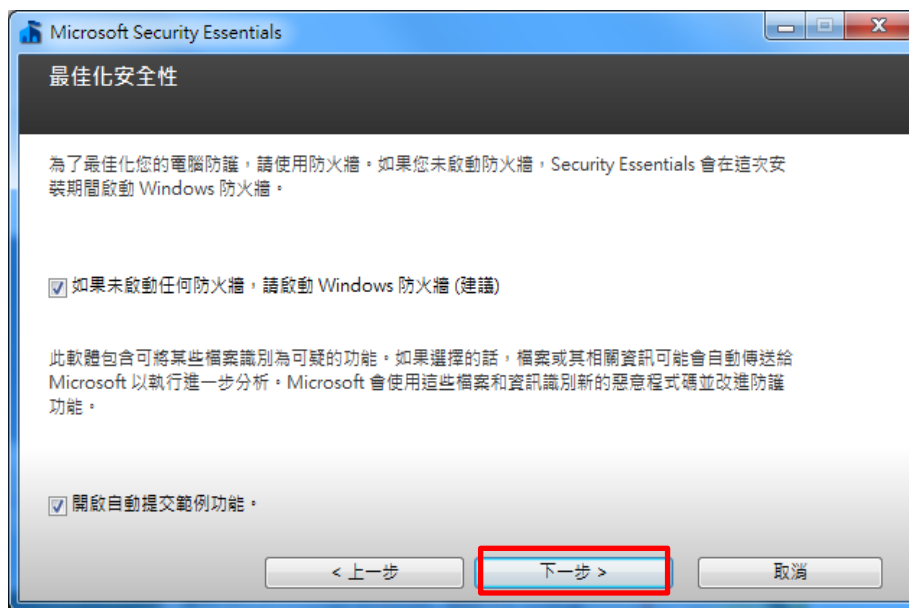 Microsoft Security Essentials
最佳化安全性
為了最佳化您的電腦防護，請使用防火牆。如果您未啟動防火牆，Security Essentials 會在這次安
裝期間啟動 Windows 防火牆。
如果未啟動任何防火牆，請啟動 Windows 防火牆 (建議)
此軟體包含可將某些檔案識別為可疑的功能。如果選擇的話，檔案或其相關資訊可能會自動傳送給
Microsoft 以執行進一步分析。Microsoft 會使用這些檔案和資訊識別新的惡意程式碼並改進防護
功能。
開啟自動提交範例功能。
< 上一步
下一步 >
取消